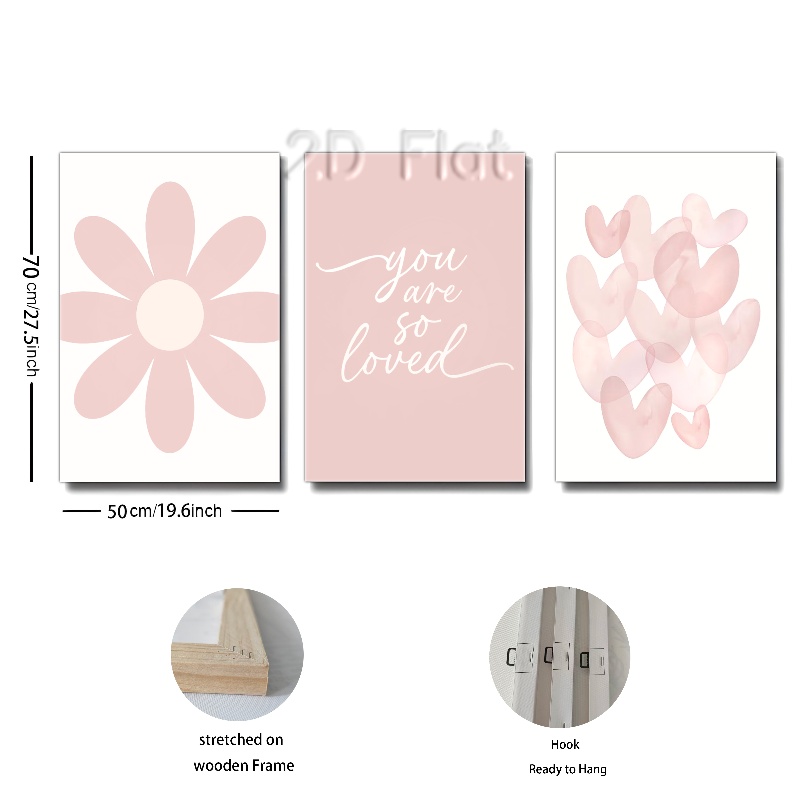 2D Flat
70 cm/27.5inch
you
are
so
loved
50cm/19.6inch
stretched on
wooden Frame
Hook
Ready to Hang